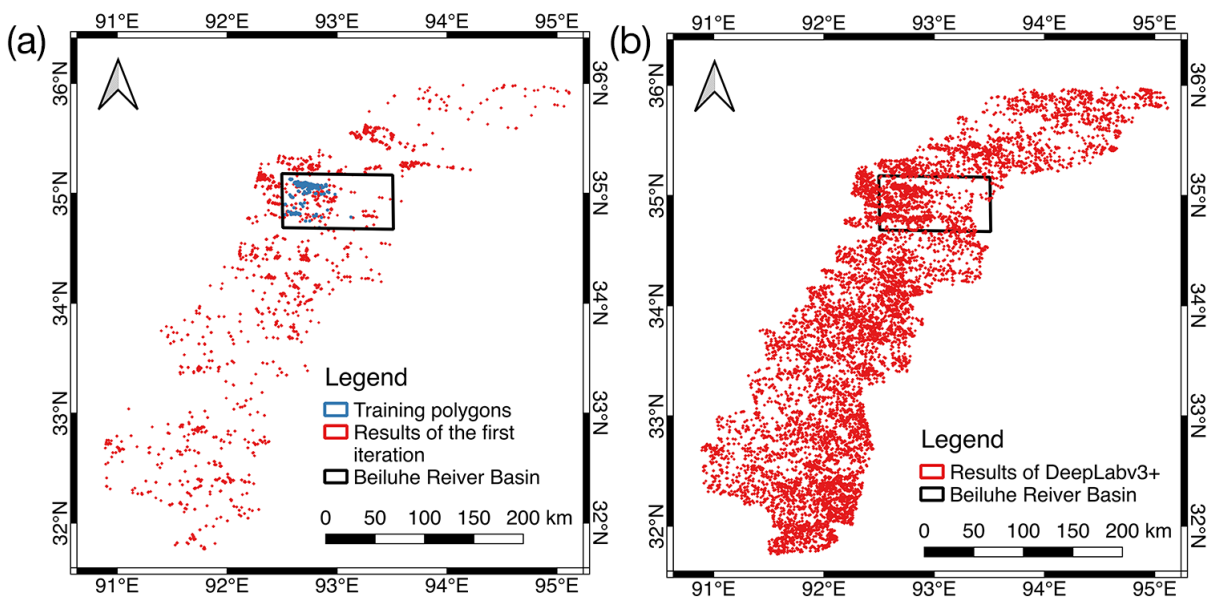 (a)
91°E 92°E 93°E 94°E 95°E
36°N 36°N
35°N 35°N
34°N 34°N
33°N 33°N
32°N 32°N
Legend
Training polygons
Results of the first
iteration
Beiluhe Reiver Basin
0 50 100 150 200 km
91°E 92°E 93°E 94°E 95°E
(b)
91°E 92°E 93°E 94°E 95°E
36°N 36°N
35°N 35°N
34°N 34°N
33°N 33°N
32°N 32°N
Legend
Results of DeepLabv3+
Beiluhe Reiver Basin
0 50 100 150 200 km
91°E 92°E 93°E 94°E 95°E